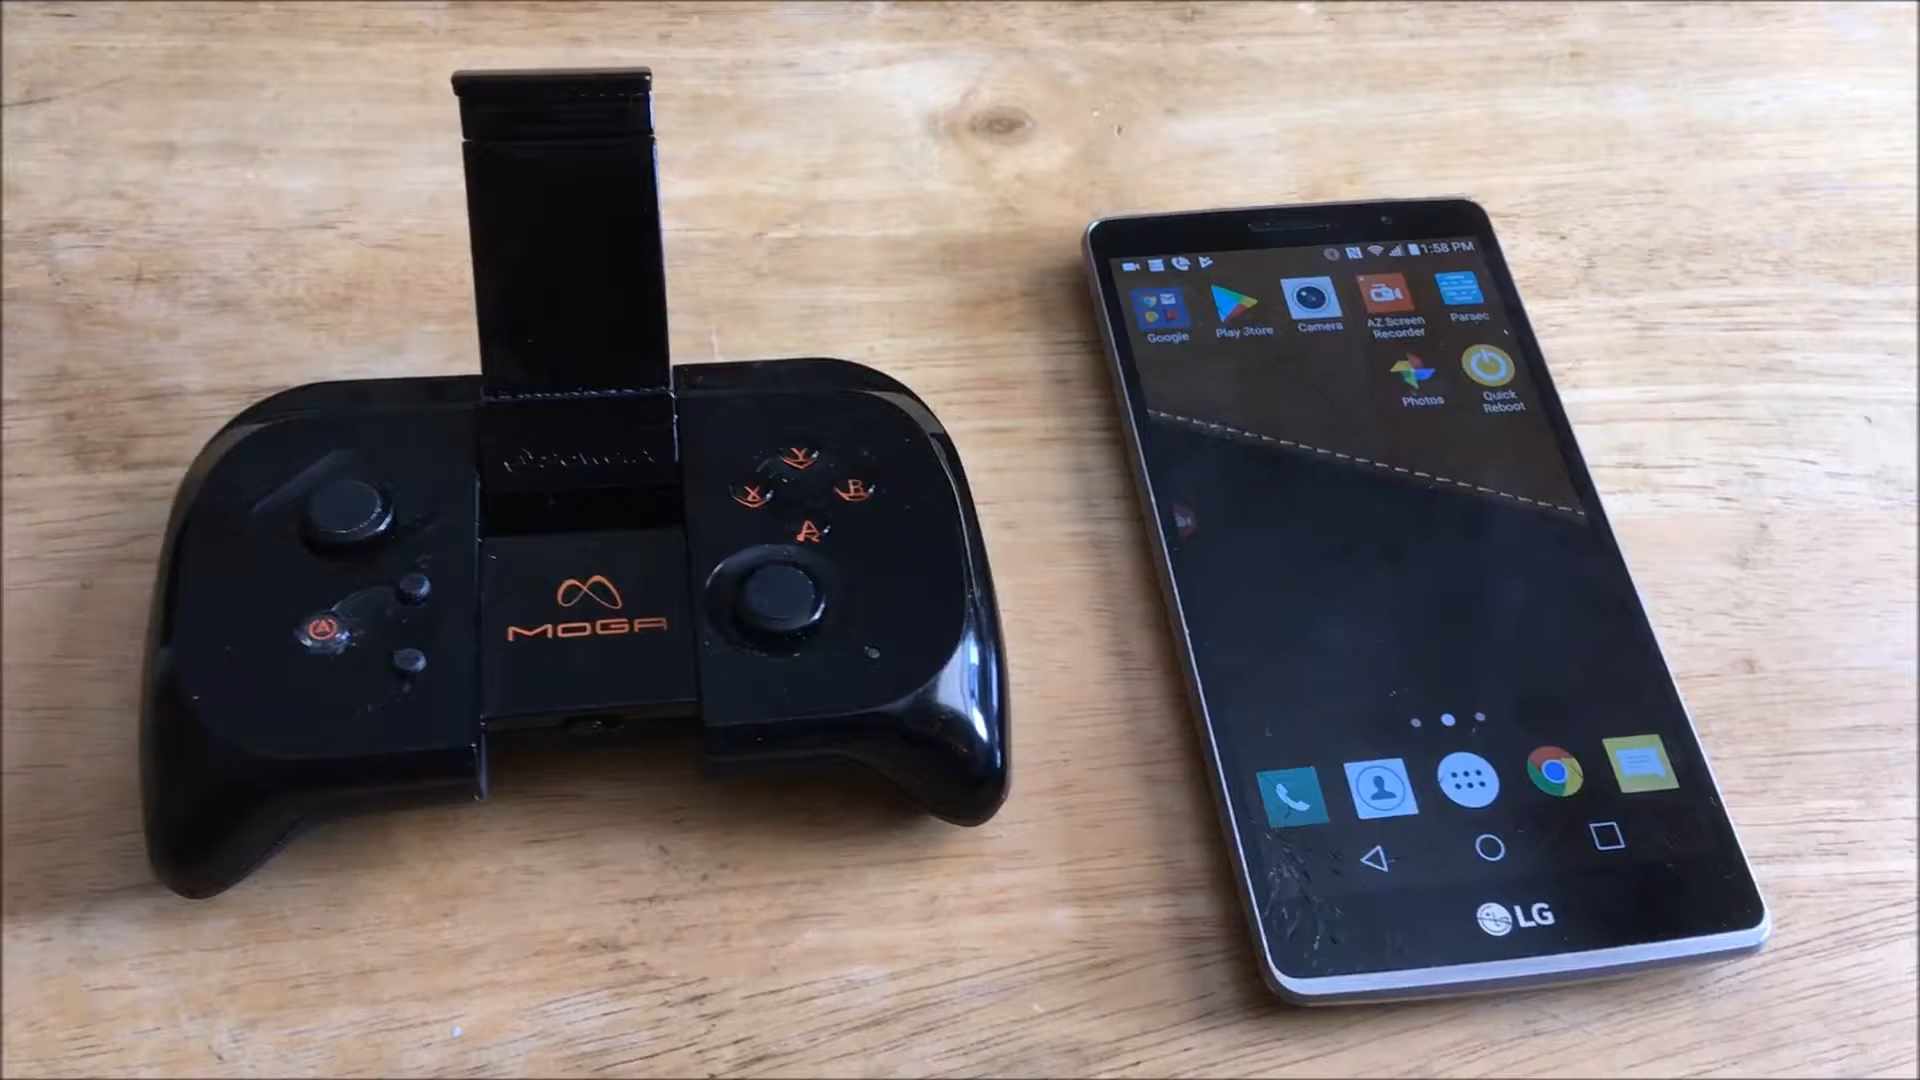 Y
X
B
A
MOGA
1:58 PM
Google
Play Store
Camera
AZ Screen
Recorder
Parsec
Photos
Quick
Reboot
LG